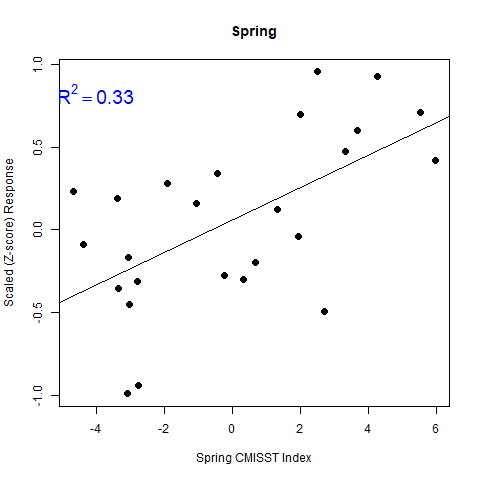 Spring
R² = 0.33
1.0
0.5
0.0
-0.5
-1.0
Scaled (Z-score) Response
-4 -2 0 2 4 6
Spring CMISST Index